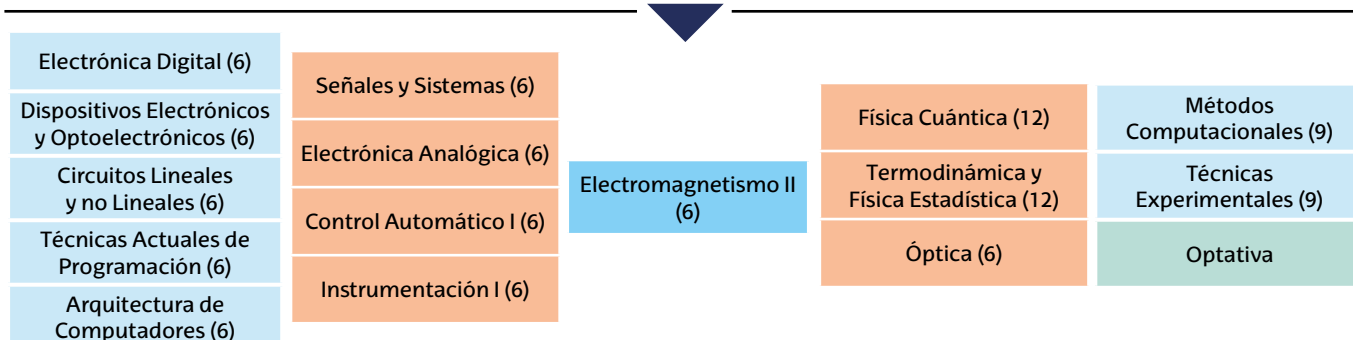 Electrónica Digital (6)
Dispositivos Electrónicos
y Optoelectrónicos (6)
Circuitos Lineales
y no Lineales (6)
Técnicas Actuales de
Programación (6)
Arquitectura de
Computadores (6)
Señales y Sistemas (6)
Electrónica Analógica (6)
Control Automático I (6)
Instrumentación I (6)
Electromagnetismo II
(6)
Física Cuántica (12)
Termodinámica y
Física Estadística (12)
Óptica (6)
Métodos
Computacionales (9)
Técnicas
Experimentales (9)
Optativa